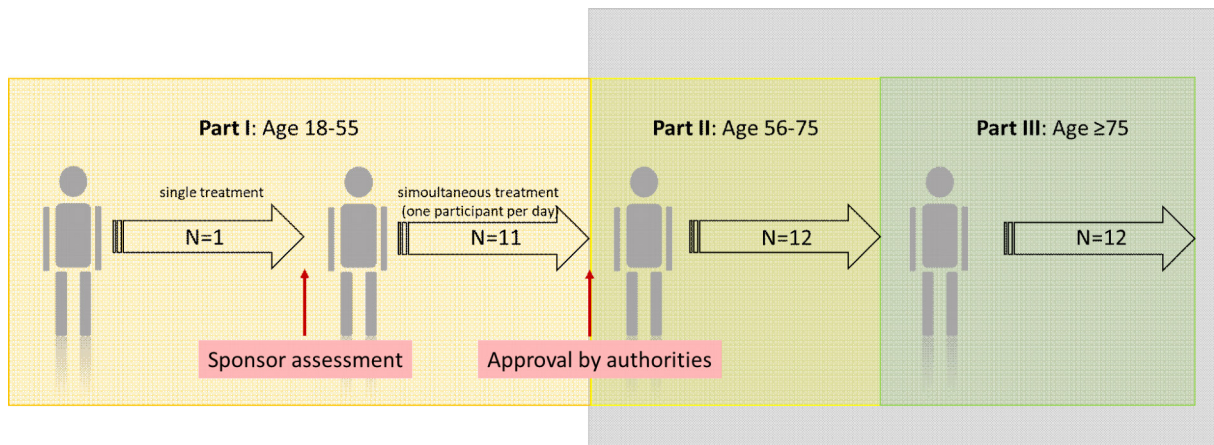 Part I: Age 18-55
Part II: Age 56-75
Part III: Age ≥75
single treatment
simoultaneous treatment
(one participant per day)
N=1
N=11
N=12
N=12
Sponsor assessment
Approval by authorities